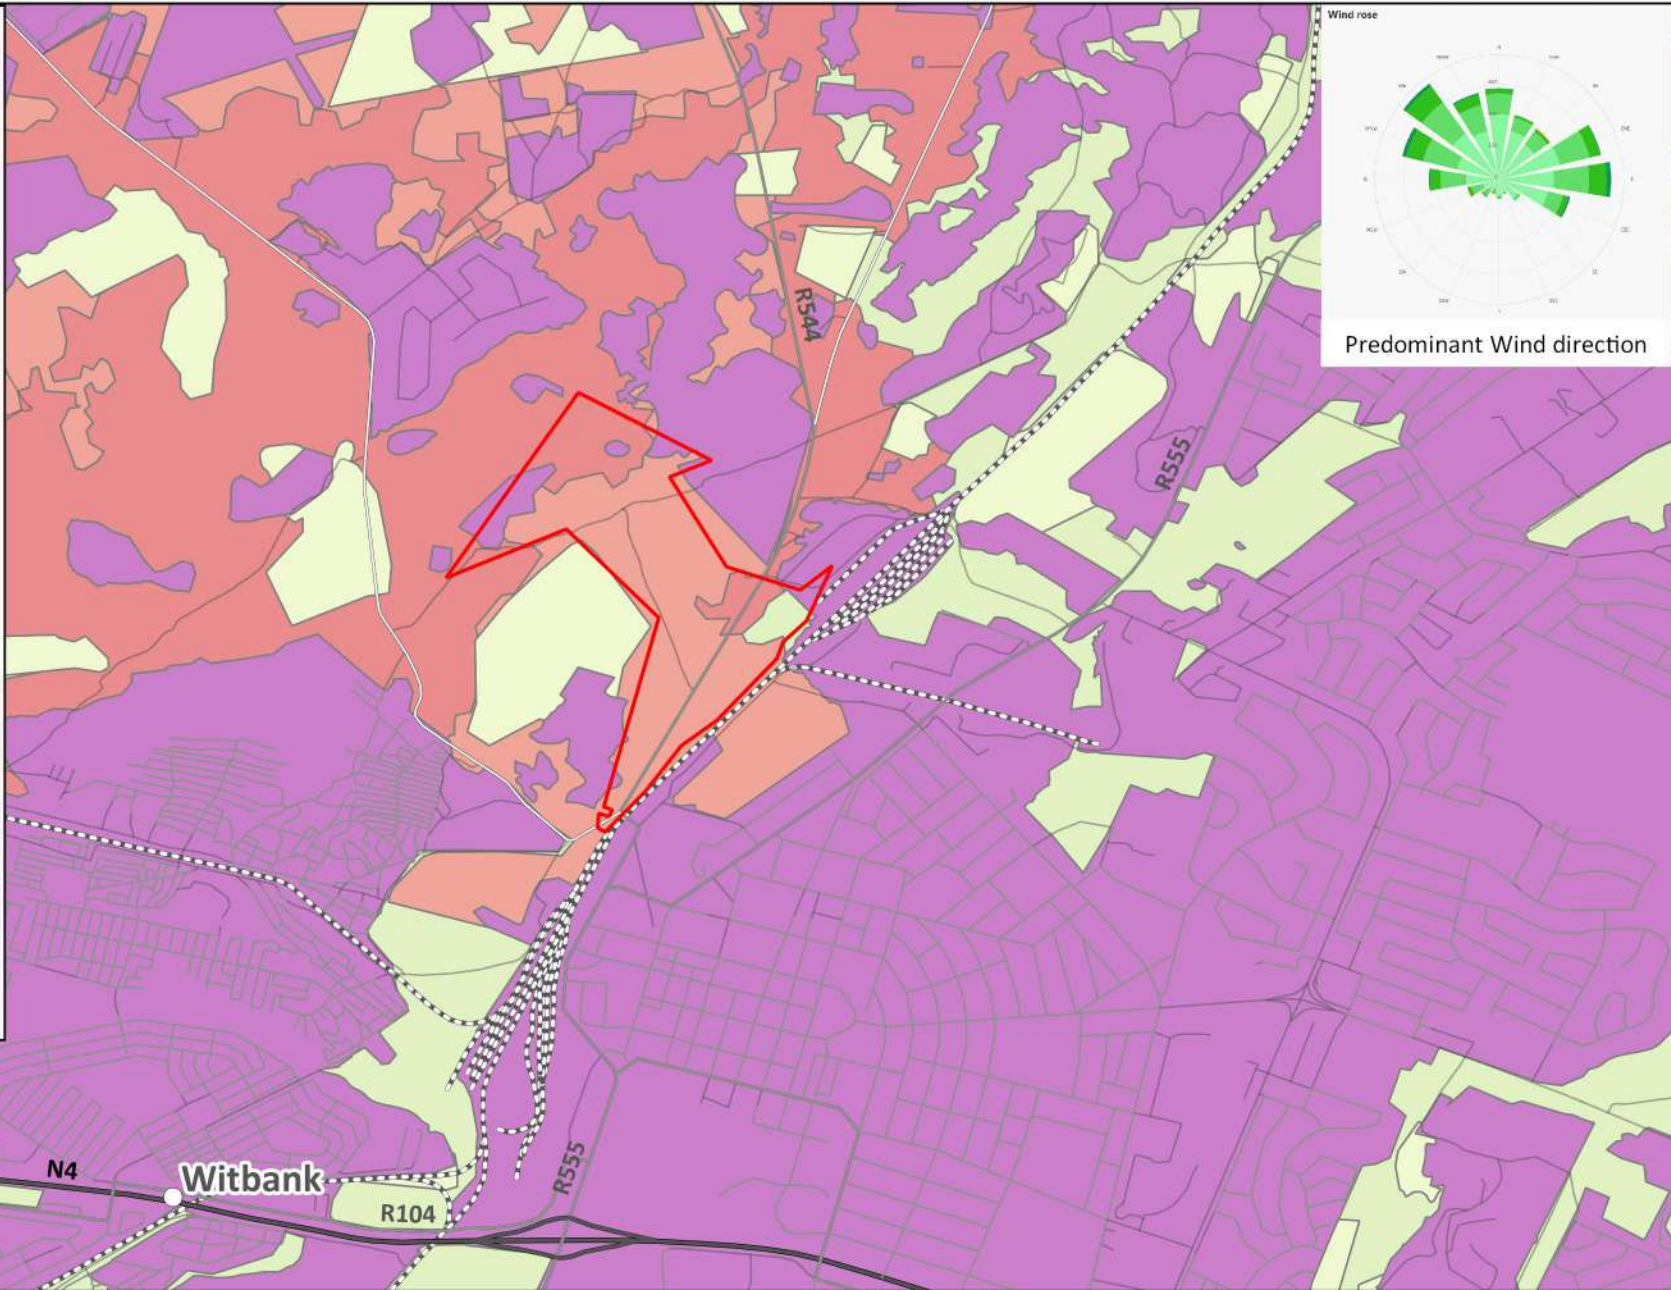 Wind rose
N
Predominant Wind direction
R544
R555
N4
Witbank
R104
R555